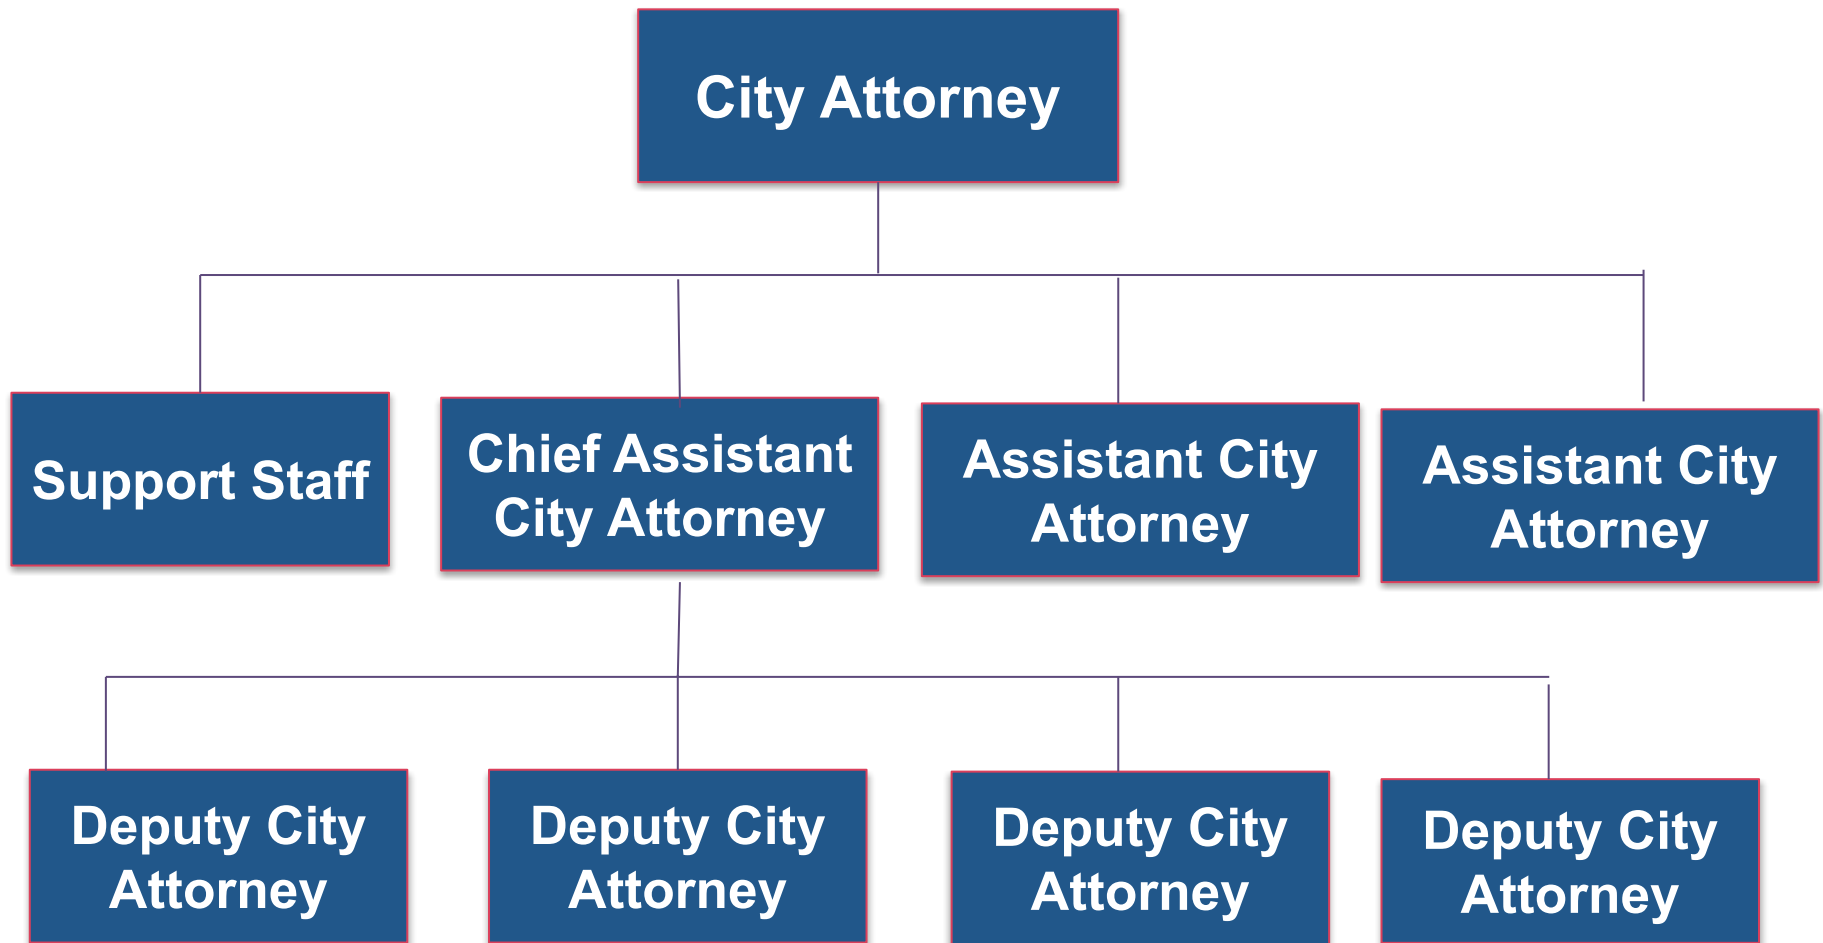 City Attorney
Support Staff
Chief Assistant
City Attorney
Assistant City
Attorney
Assistant City
Attorney
Deputy City
Attorney
Deputy City
Attorney
Deputy City
Attorney
Deputy City
Attorney